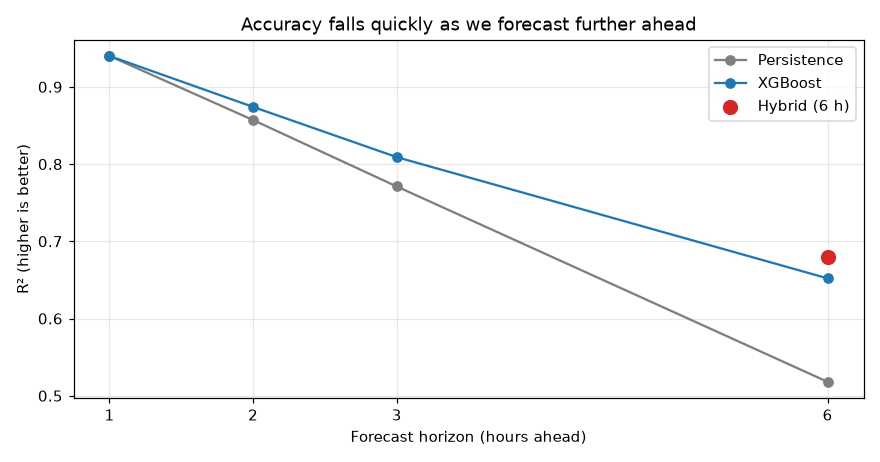 Accuracy falls quickly as we forecast further ahead
Persistence
XGBoost
Hybrid (6 h)
R² (higher is better)
0.9
0.8
0.7
0.6
0.5
1 2 3 6
Forecast horizon (hours ahead)